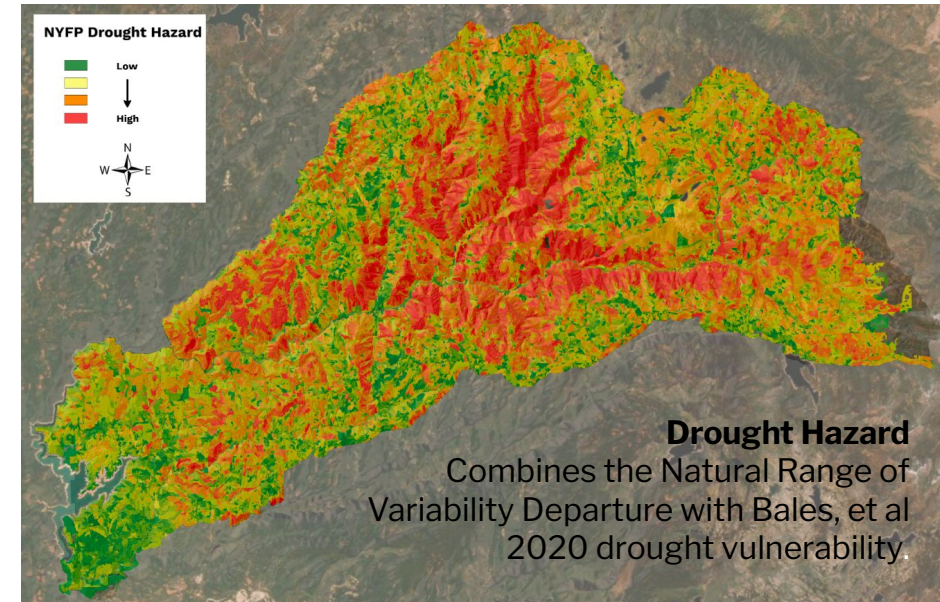 NYFP Drought Hazard
Low
High
N
W E
S
Drought Hazard
Combines the Natural Range of
Variability Departure with Bales, et al
2020 drought vulnerability.